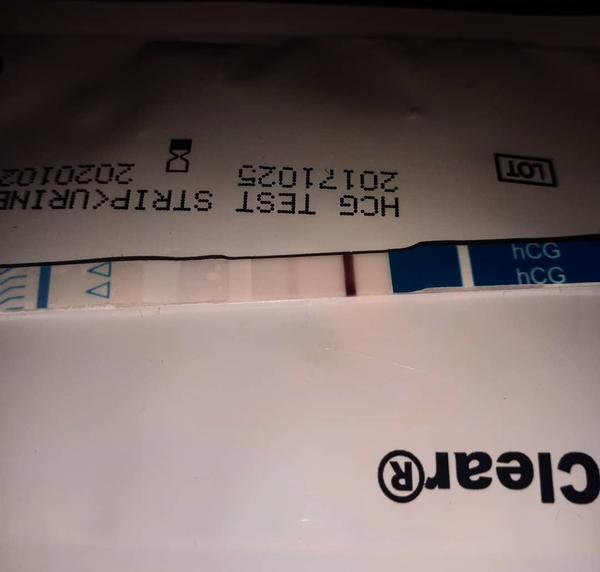 Clear®
hCG
hCG
HCG TEST STRIP(URINE
LOT 20171025 2020102